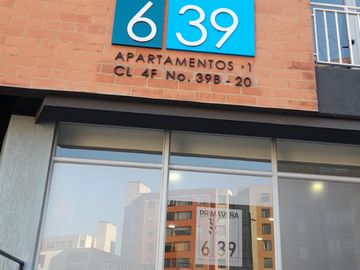 6 39
APARTAMENTOS · 1
CL 4F No. 39B - 20
PRIMAVERA
6 39